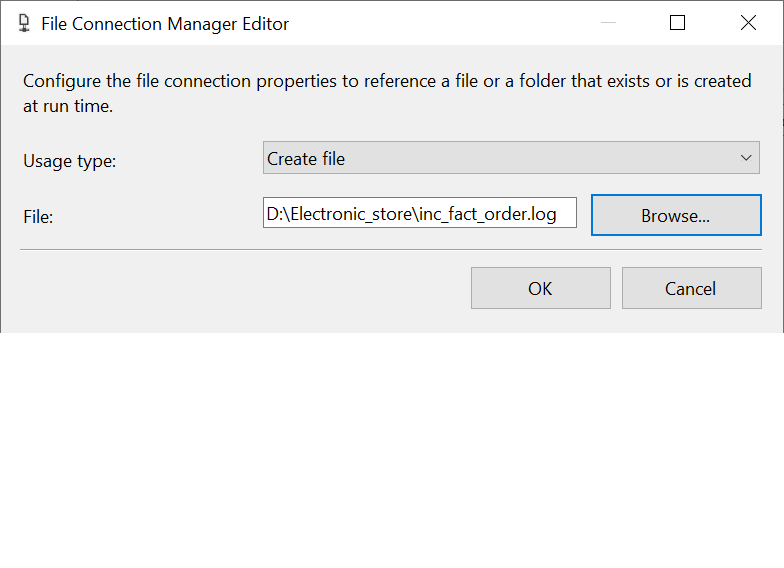 File Connection Manager Editor
Configure the file connection properties to reference a file or a folder that exists or is created
at run time.
Usage type:
Create file
File:
D:\Electronic_store\inc_fact_order.log
Browse...
OK
Cancel